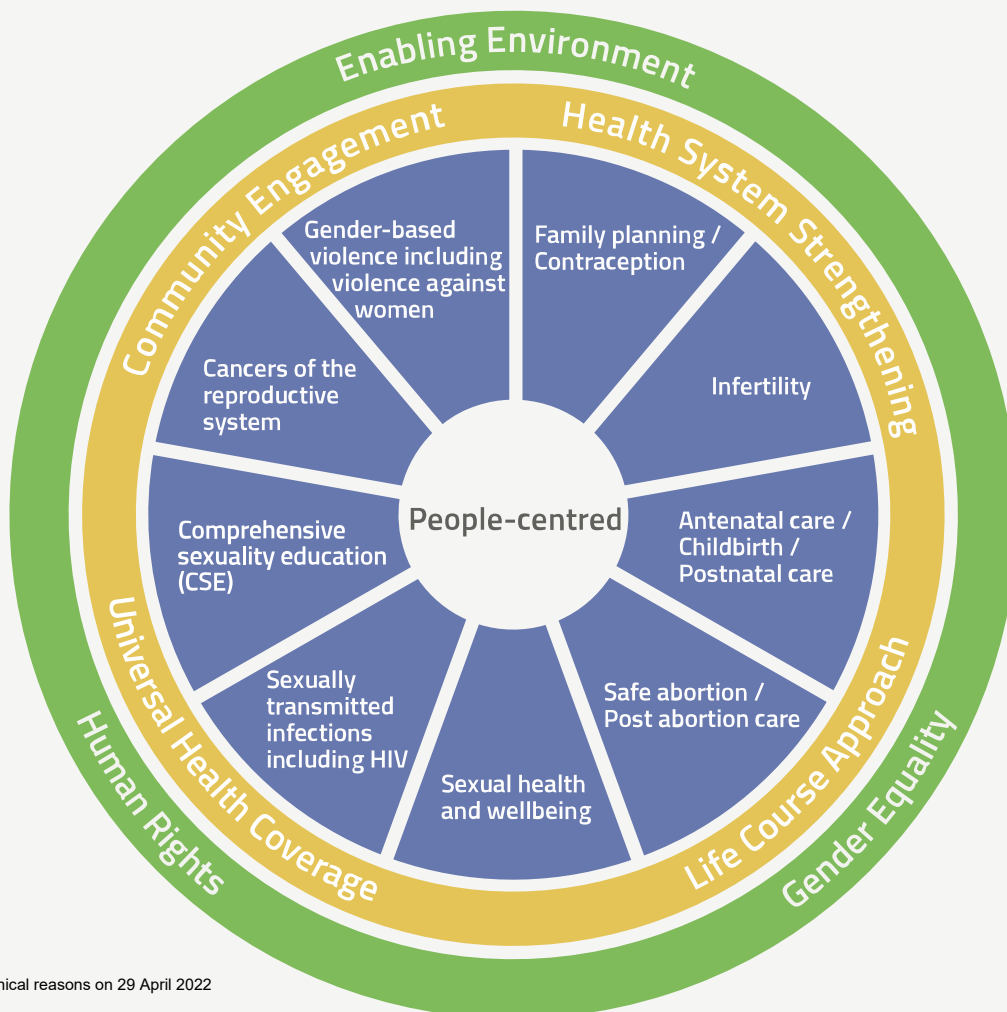 Enabling Environment
Community Engagement
Health System Strengthening
Gender-based
violence including
violence against
women
Family planning /
Contraception
Cancers of the
reproductive
system
Infertility
People-centred
Comprehensive
sexuality education
(CSE)
Antenatal care /
Childbirth /
Postnatal care
Sexually
transmitted
infections
including HIV
Safe abortion /
Post abortion care
Sexual health
and wellbeing
Universal Health Coverage
Life Course Approach
Human Rights
Gender Equality
nical reasons on 29 April 2022